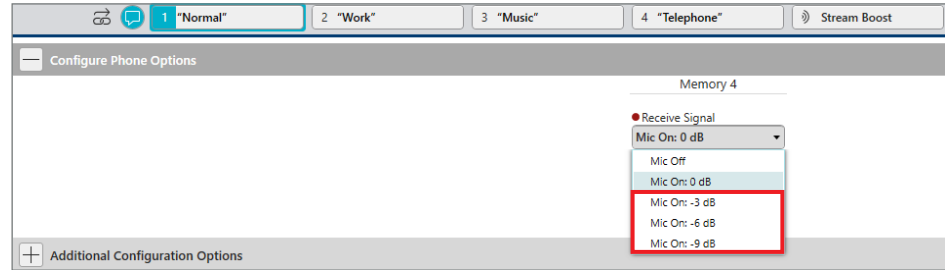 1 "Normal" 2 "Work" 3 "Music" 4 "Telephone" Stream Boost
Configure Phone Options
Memory 4
Receive Signal
Mic On: 0 dB
Mic Off
Mic On: 0 dB
Mic On: -3 dB
Mic On: -6 dB
Mic On: -9 dB
Additional Configuration Options